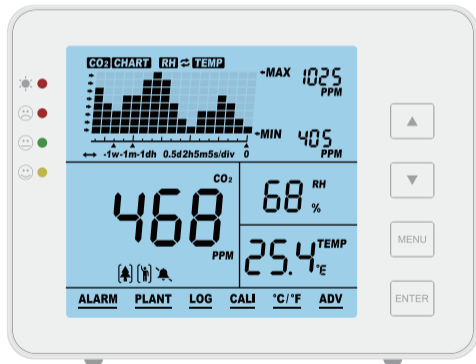 CO2 CHART RH ⇄ TEMP
MAX 1025
PPM
MIN 405
PPM
↔ -1w-1m-1dh 0.5d2h5m5s/div 0
CO2
468
PPM
68 RH
%
25.4 TEMP
°E
ALARM PLANT LOG CALI °C/°F ADV
MENU
ENTER